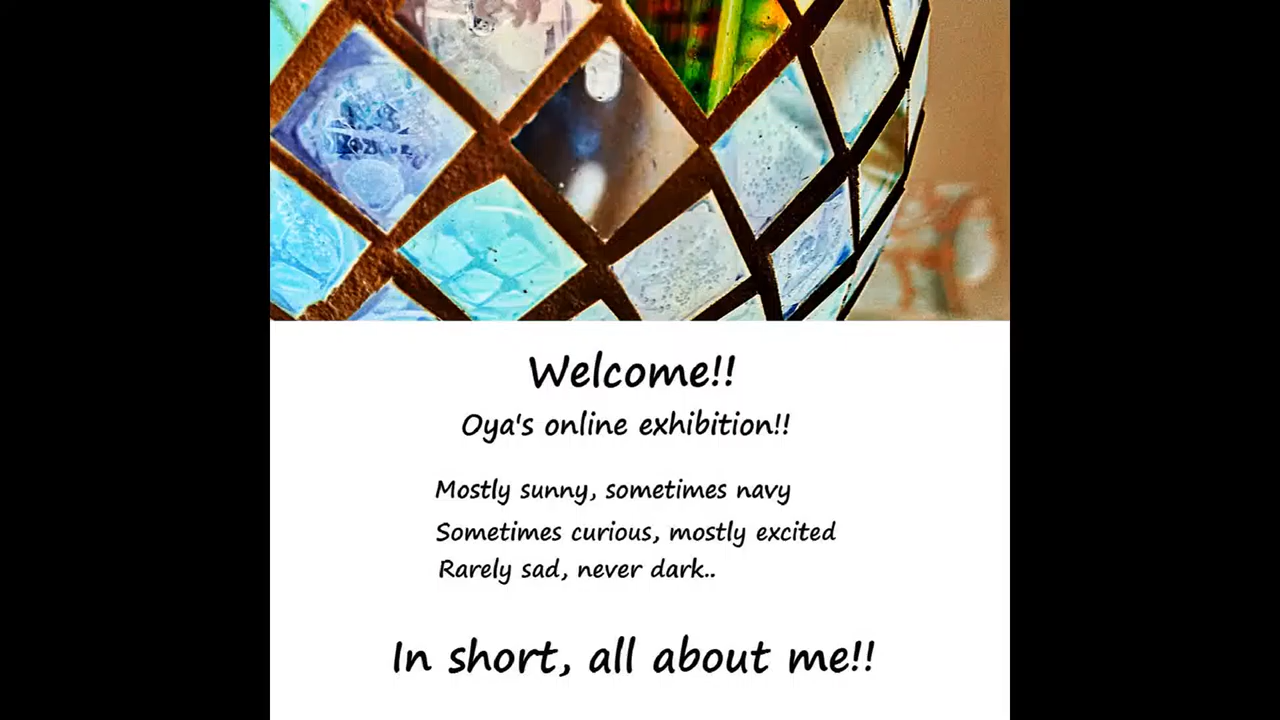 Welcome!!
Oya's online exhibition!!
Mostly sunny, sometimes navy
Sometimes curious, mostly excited
Rarely sad, never dark..
In short, all about me!!